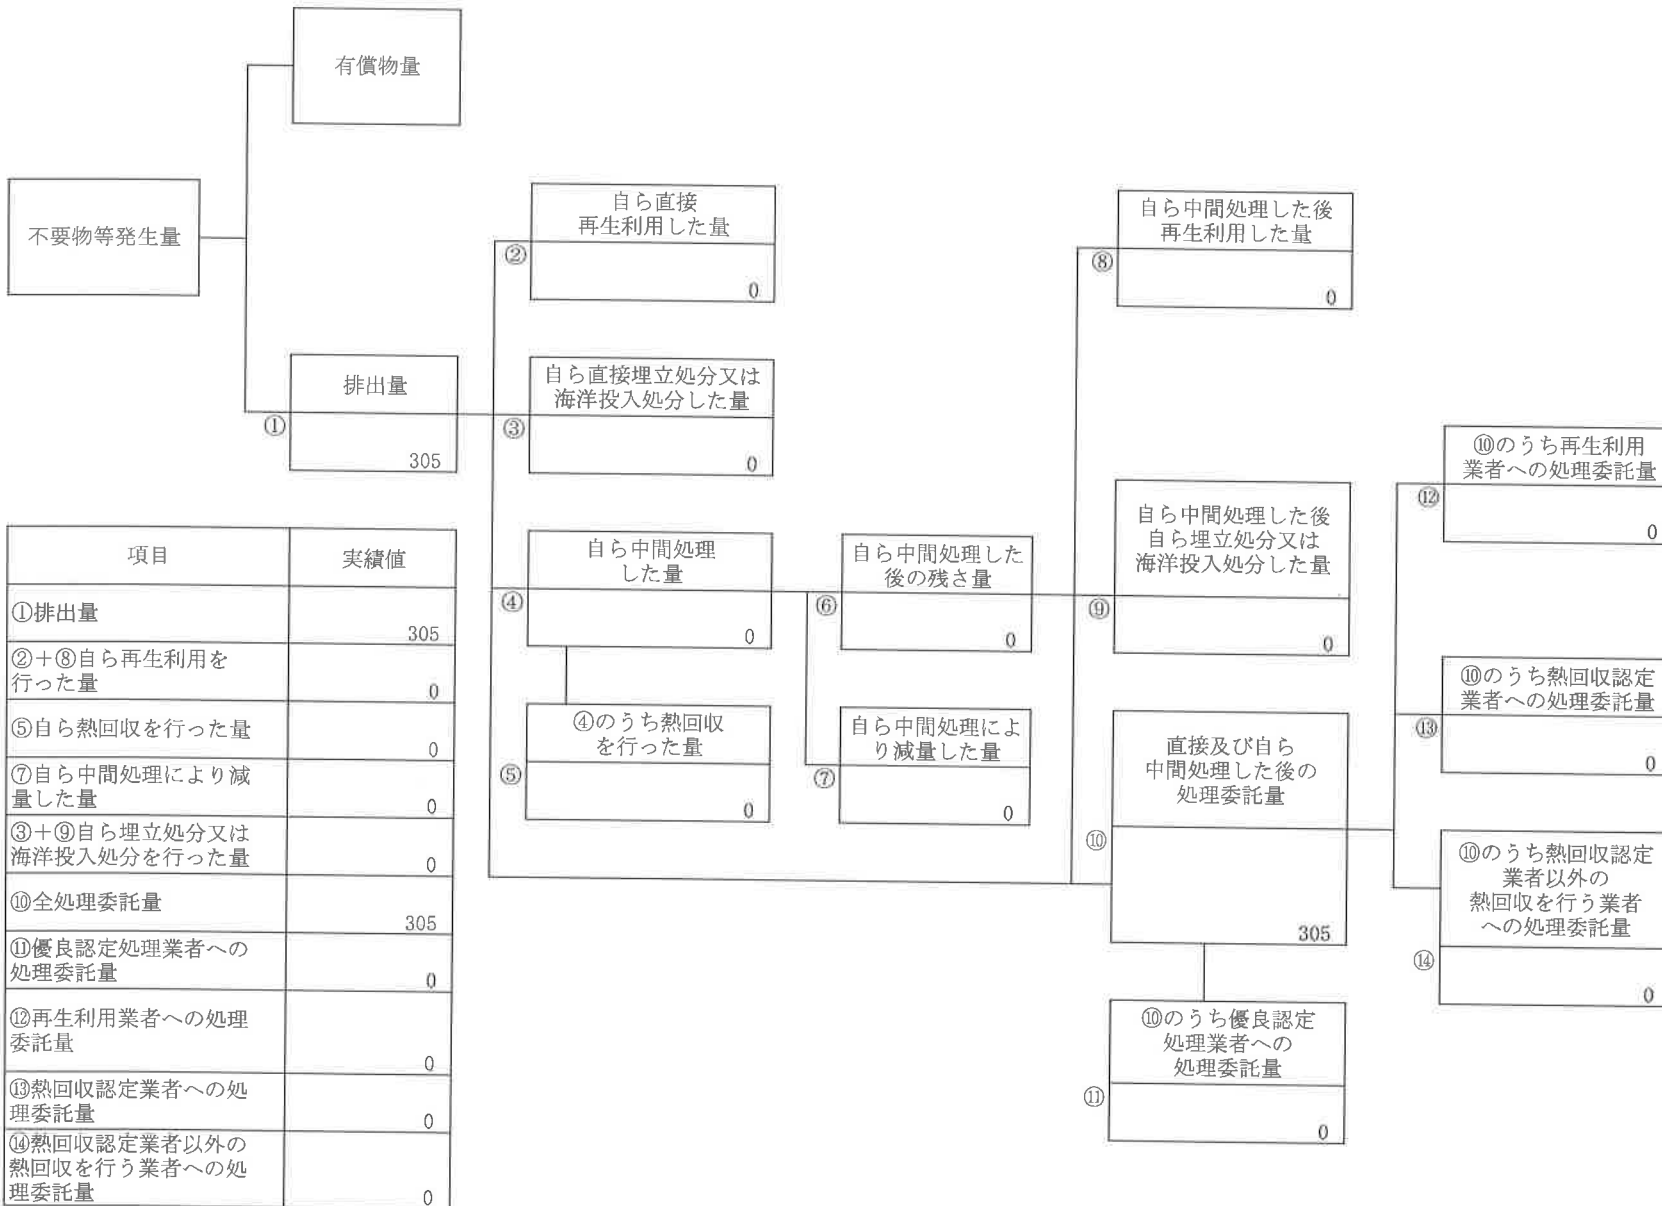 有償物量
不要物等発生量
排出量
①
305
自ら直接
再生利用した量
②
0
自ら直接埋立処分又は
海洋投入処分した量
③
0
自ら中間処理
した量
④
0
④のうち熱回収
を行った量
⑤
0
自ら中間処理した
後の残さ量
⑥
0
自ら中間処理によ
り減量した量
⑦
0
自ら中間処理した後
再生利用した量
⑧
0
自ら中間処理した後
自ら埋立処分又は
海洋投入処分した量
⑨
0
直接及び自ら
中間処理した後の
処理委託量
⑩
305
⑩のうち優良認定
処理業者への
処理委託量
⑪
0
⑩のうち再生利用
業者への処理委託量
⑫
0
⑩のうち熱回収認定
業者への処理委託量
⑬
0
⑩のうち熱回収認定
業者以外の
熱回収を行う業者
への処理委託量
⑭
0
項目 実績値
①排出量
305
②+⑧自ら再生利用を
行った量
0
⑤自ら熱回収を行った量
0
⑦自ら中間処理により減
量した量
0
③+⑨自ら埋立処分又は
海洋投入処分を行った量
0
⑩全処理委託量
305
⑪優良認定処理業者への
処理委託量
0
⑫再生利用業者への処理
委託量
0
⑬熱回収認定業者への処
理委託量
0
⑭熱回収認定業者以外の
熱回収を行う業者への処
理委託量
0